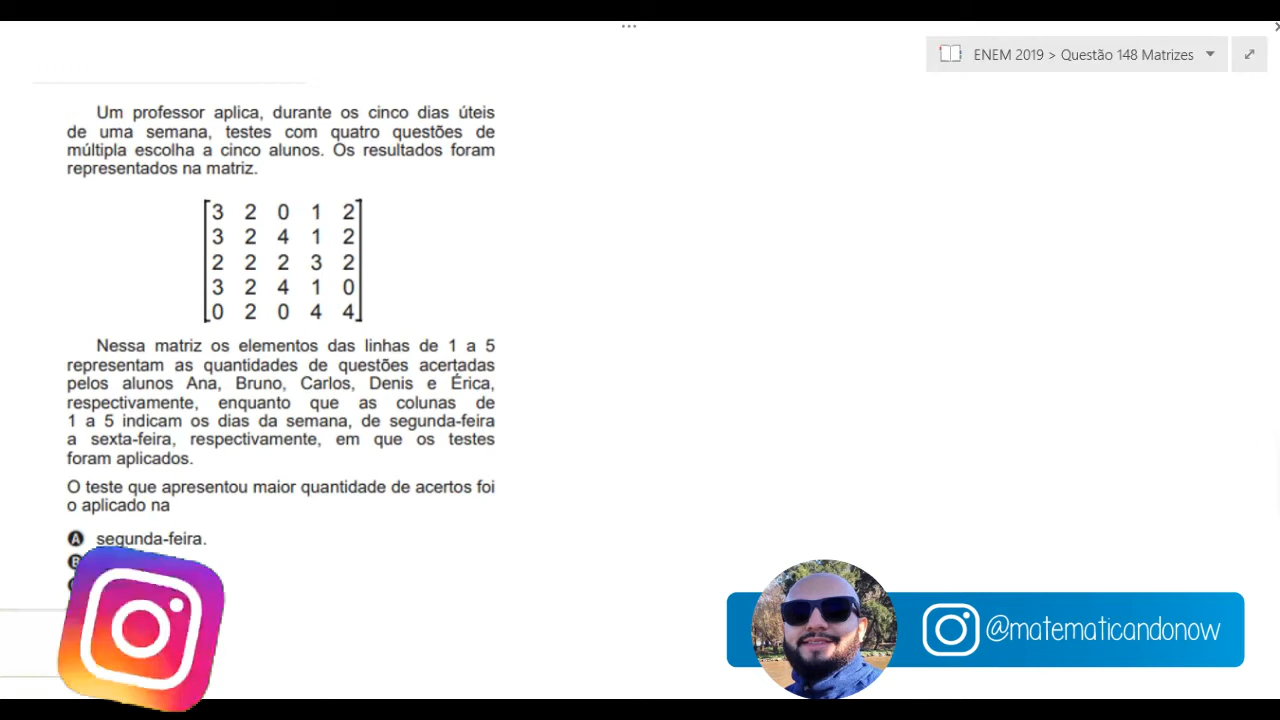 ENEM 2019 > Questão 148 Matrizes
Um professor aplica, durante os cinco dias úteis
de uma semana, testes com quatro questões de
múltipla escolha a cinco alunos. Os resultados foram
representados na matriz.
3 2 0 1 2
3 2 4 1 2
2 2 2 3 2
3 2 4 1 0
0 2 0 4 4
Nessa matriz os elementos das linhas de 1 a 5
representam as quantidades de questões acertadas
pelos alunos Ana, Bruno, Carlos, Denis e Érica,
respectivamente, enquanto que as colunas de
1 a 5 indicam os dias da semana, de segunda-feira
a sexta-feira, respectivamente, em que os testes
foram aplicados.
O teste que apresentou maior quantidade de acertos foi
o aplicado na
A segunda-feira.
B
@matematicandonow